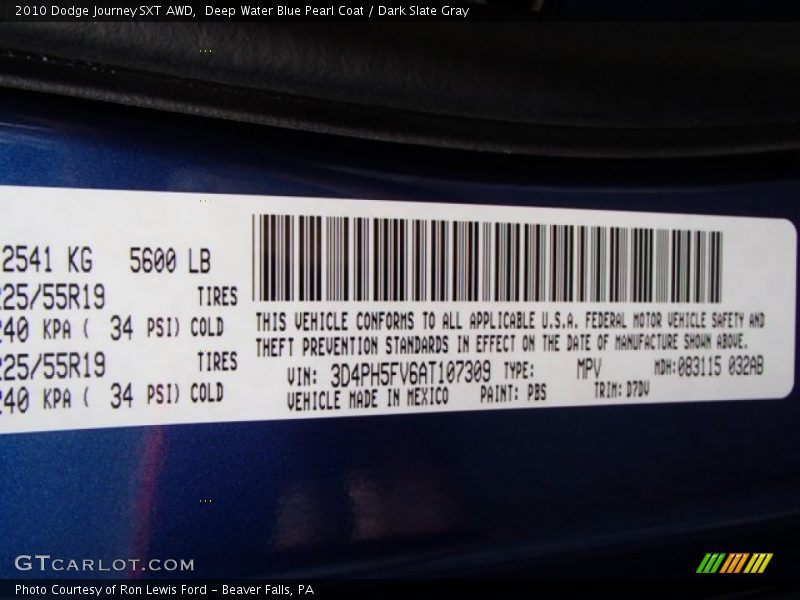 2010 Dodge Journey SXT AWD, Deep Water Blue Pearl Coat / Dark Slate Gray
2541 KG 5600 LB
225/55R19 TIRES
240 KPA ( 34 PSI) COLD
225/55R19 TIRES
240 KPA ( 34 PSI) COLD
THIS VEHICLE CONFORMS TO ALL APPLICABLE U.S.A. FEDERAL MOTOR VEHICLE SAFETY AND
THEFT PREVENTION STANDARDS IN EFFECT ON THE DATE OF MANUFACTURE SHOWN ABOVE.
VIN: 3D4PH5FV6AT107309 TYPE: MPV MDH:083115 032AB
VEHICLE MADE IN MEXICO PAINT: PBS TRIM: D7DV
GTCARLOT.COM
Photo Courtesy of Ron Lewis Ford - Beaver Falls, PA